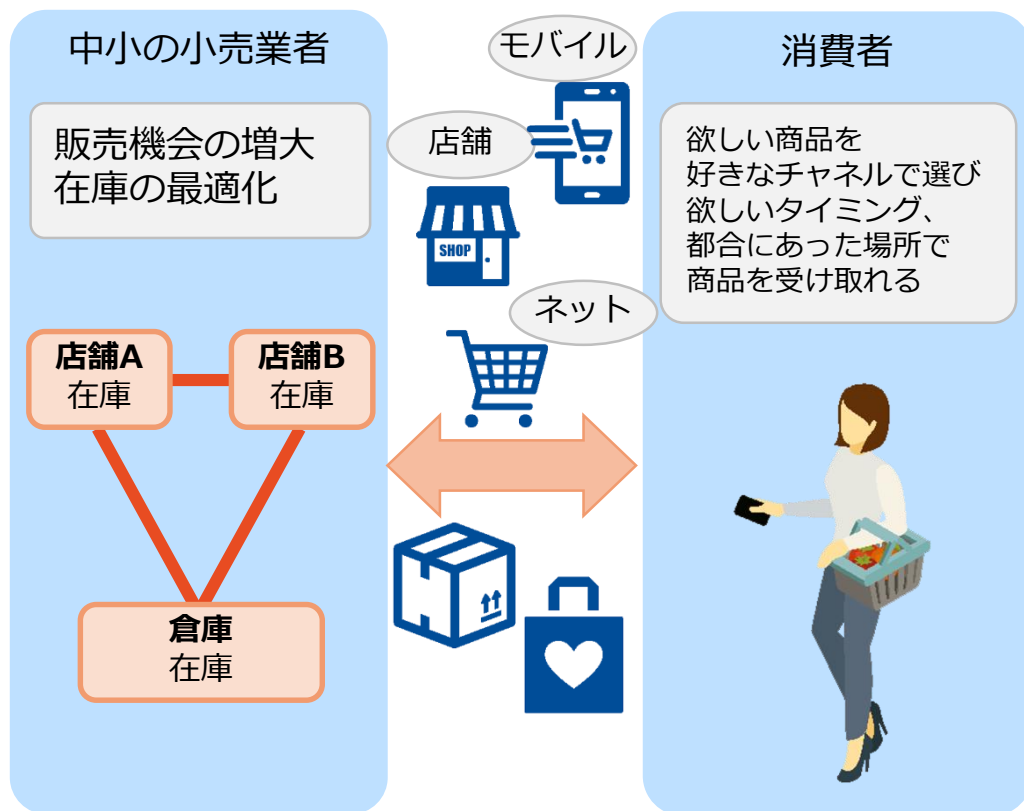 中小の小売業者
販売機会の増大
在庫の最適化
店舗A
在庫
店舗B
在庫
倉庫
在庫
モバイル
店舗
SHOP
ネット
消費者
欲しい商品を
好きなチャネルで選び
欲しいタイミング、
都合にあった場所で
商品を受け取れる